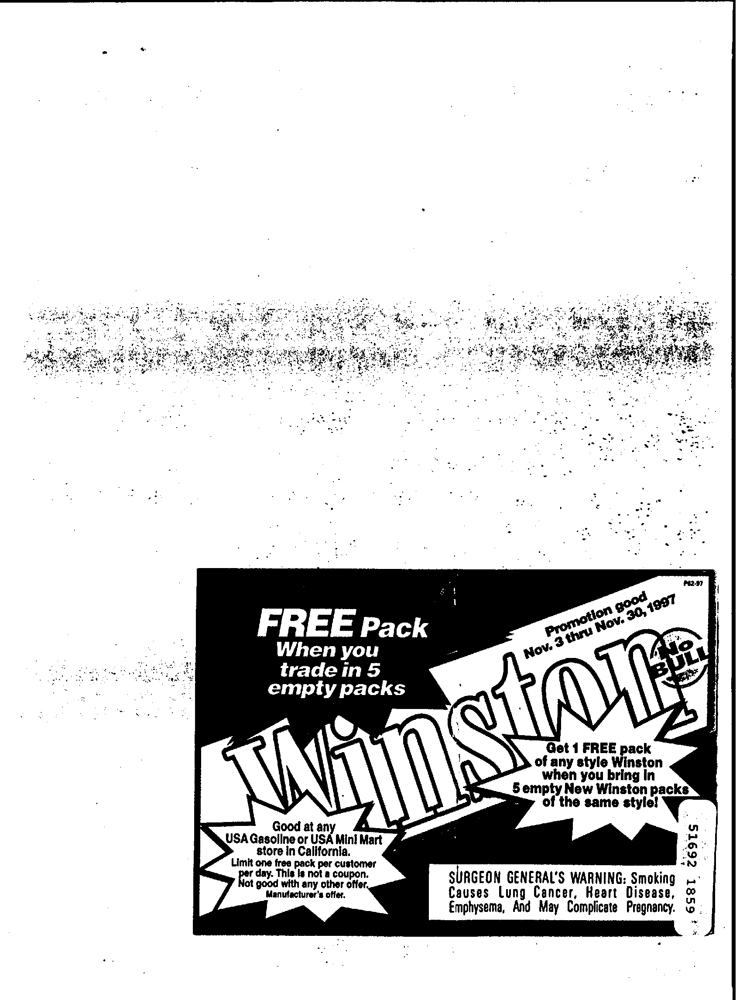 P62-97
FREE Pack
When you
trade in 5
empty packs
Promotion good
Nov. 3 thru Nov. 30, 1997
Winston
No
BULL
Get 1 FREE pack
of any style Winston
when you bring in
5 empty New Winston packs
of the same style!
Good at any
USA Gasoline or USA Mini Mart
store in California.
Limit one free pack per customer
per day. This is not a coupon.
Not good with any other offer.
Manufacturer's offer.
SURGEON GENERAL'S WARNING: Smoking
Causes Lung Cancer, Heart Disease,
Emphysema, And May Complicate Pregnancy.
51692 1859